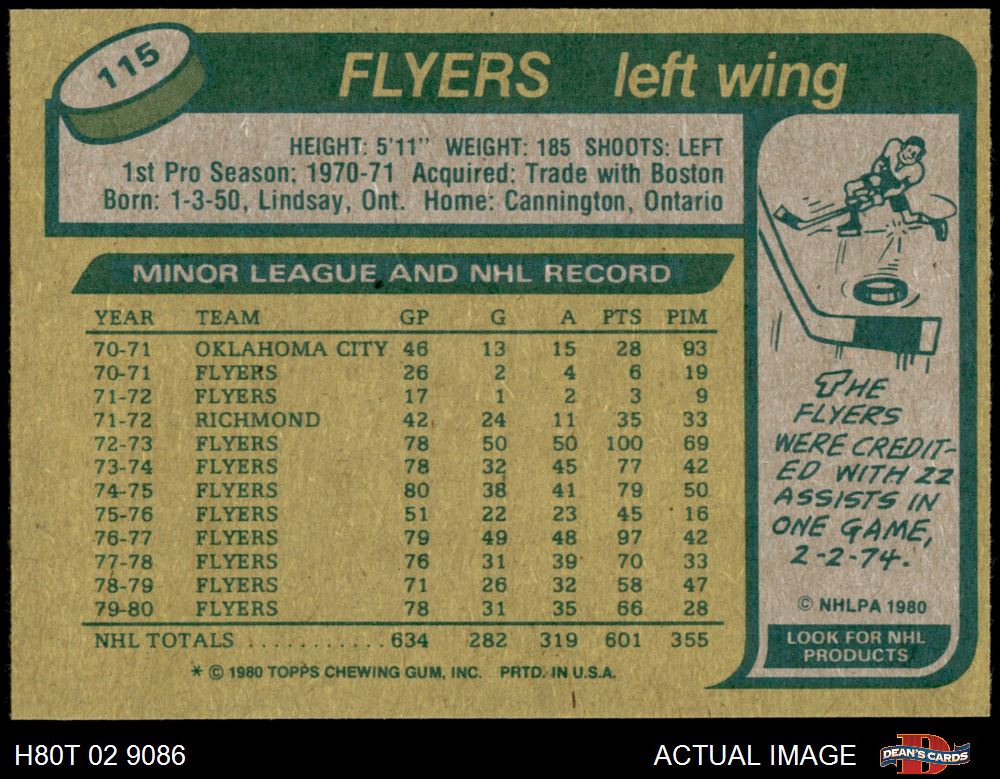 115
FLYERS left wing
HEIGHT: 5'11" WEIGHT: 185 SHOOTS: LEFT
1st Pro Season: 1970-71 Acquired: Trade with Boston
Born: 1-3-50, Lindsay, Ont. Home: Cannington, Ontario
MINOR LEAGUE AND NHL RECORD
YEAR TEAM GP G A PTS PIM
70-71 OKLAHOMA CITY 46 13 15 28 93
70-71 FLYERS 26 2 4 6 19
71-72 FLYERS 17 1 2 3 9
71-72 RICHMOND 42 24 11 35 33
72-73 FLYERS 78 50 50 100 69
73-74 FLYERS 78 32 45 77 42
74-75 FLYERS 80 38 41 79 50
75-76 FLYERS 51 22 23 45 16
76-77 FLYERS 79 49 48 97 42
77-78 FLYERS 76 31 39 70 33
78-79 FLYERS 71 26 32 58 47
79-80 FLYERS 78 31 35 66 28
NHL TOTALS ........... 634 282 319 601 355
* © 1980 TOPPS CHEWING GUM, INC. PRTD. IN U.S.A.
THE
FLYERS
WERE CREDIT-
ED WITH 22
ASSISTS IN
ONE GAME,
2-2-74.
© NHLPA 1980
LOOK FOR NHL
PRODUCTS
H80T 02 9086
ACTUAL IMAGE
DEAN'S CARDS